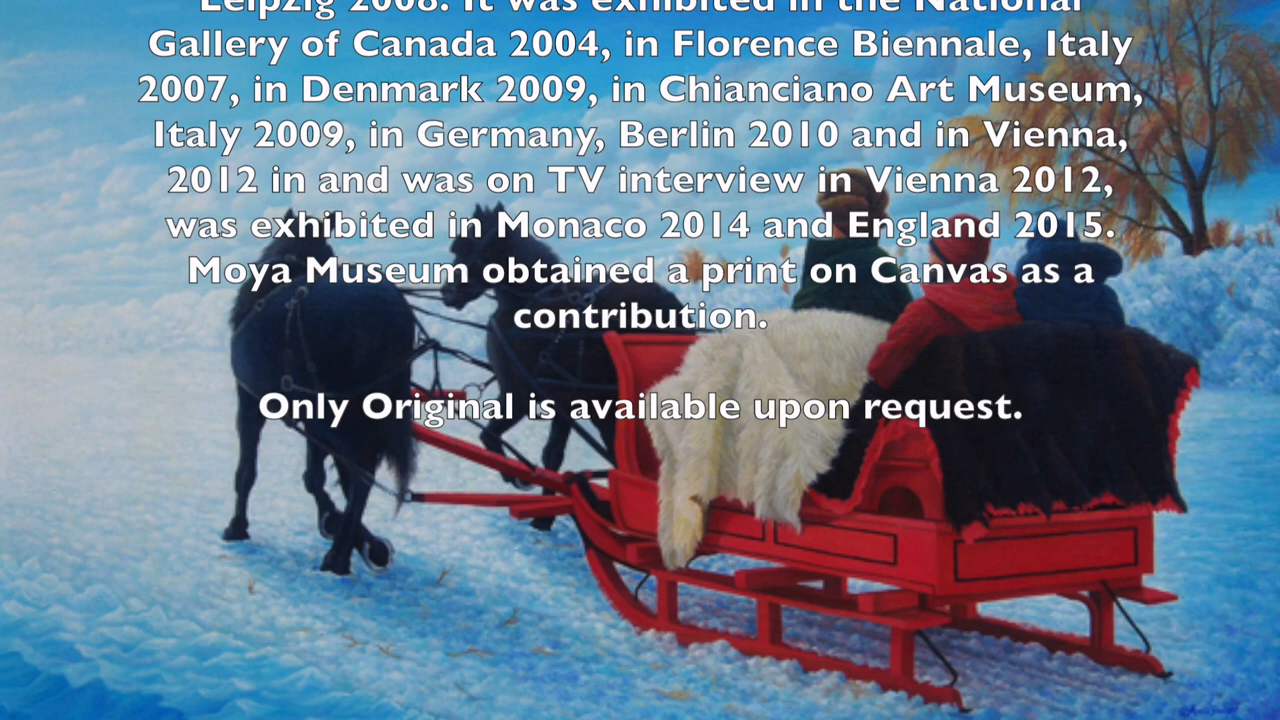 Leipzig 2008. It was exhibited in the National
Gallery of Canada 2004, in Florence Biennale, Italy
2007, in Denmark 2009, in Chianciano Art Museum,
Italy 2009, in Germany, Berlin 2010 and in Vienna,
2012 in and was on TV interview in Vienna 2012,
was exhibited in Monaco 2014 and England 2015.
Moya Museum obtained a print on Canvas as a
contribution.
Only Original is available upon request.